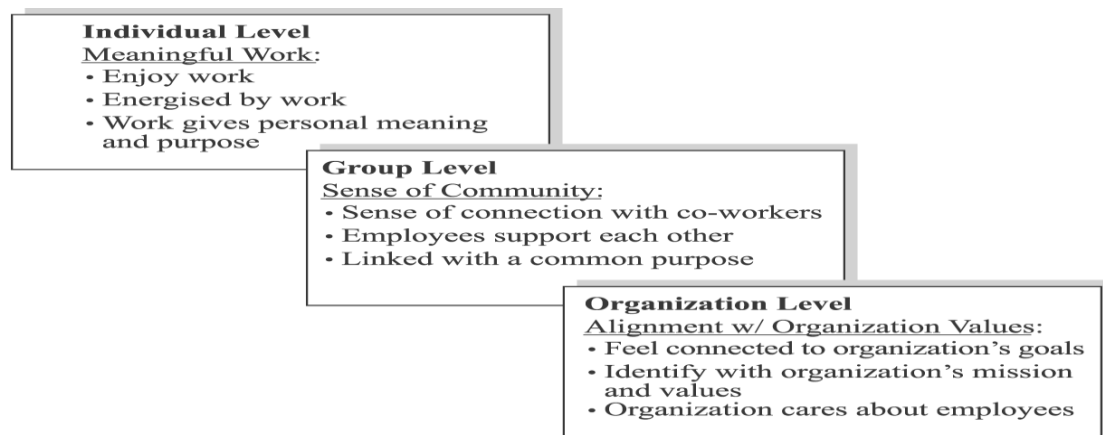 Individual Level
Meaningful Work:
• Enjoy work
• Energised by work
• Work gives personal meaning
and purpose
Group Level
Sense of Community:
• Sense of connection with co-workers
• Employees support each other
• Linked with a common purpose
Organization Level
Alignment w/ Organization Values:
• Feel connected to organization's goals
• Identify with organization's mission
and values
• Organization cares about employees